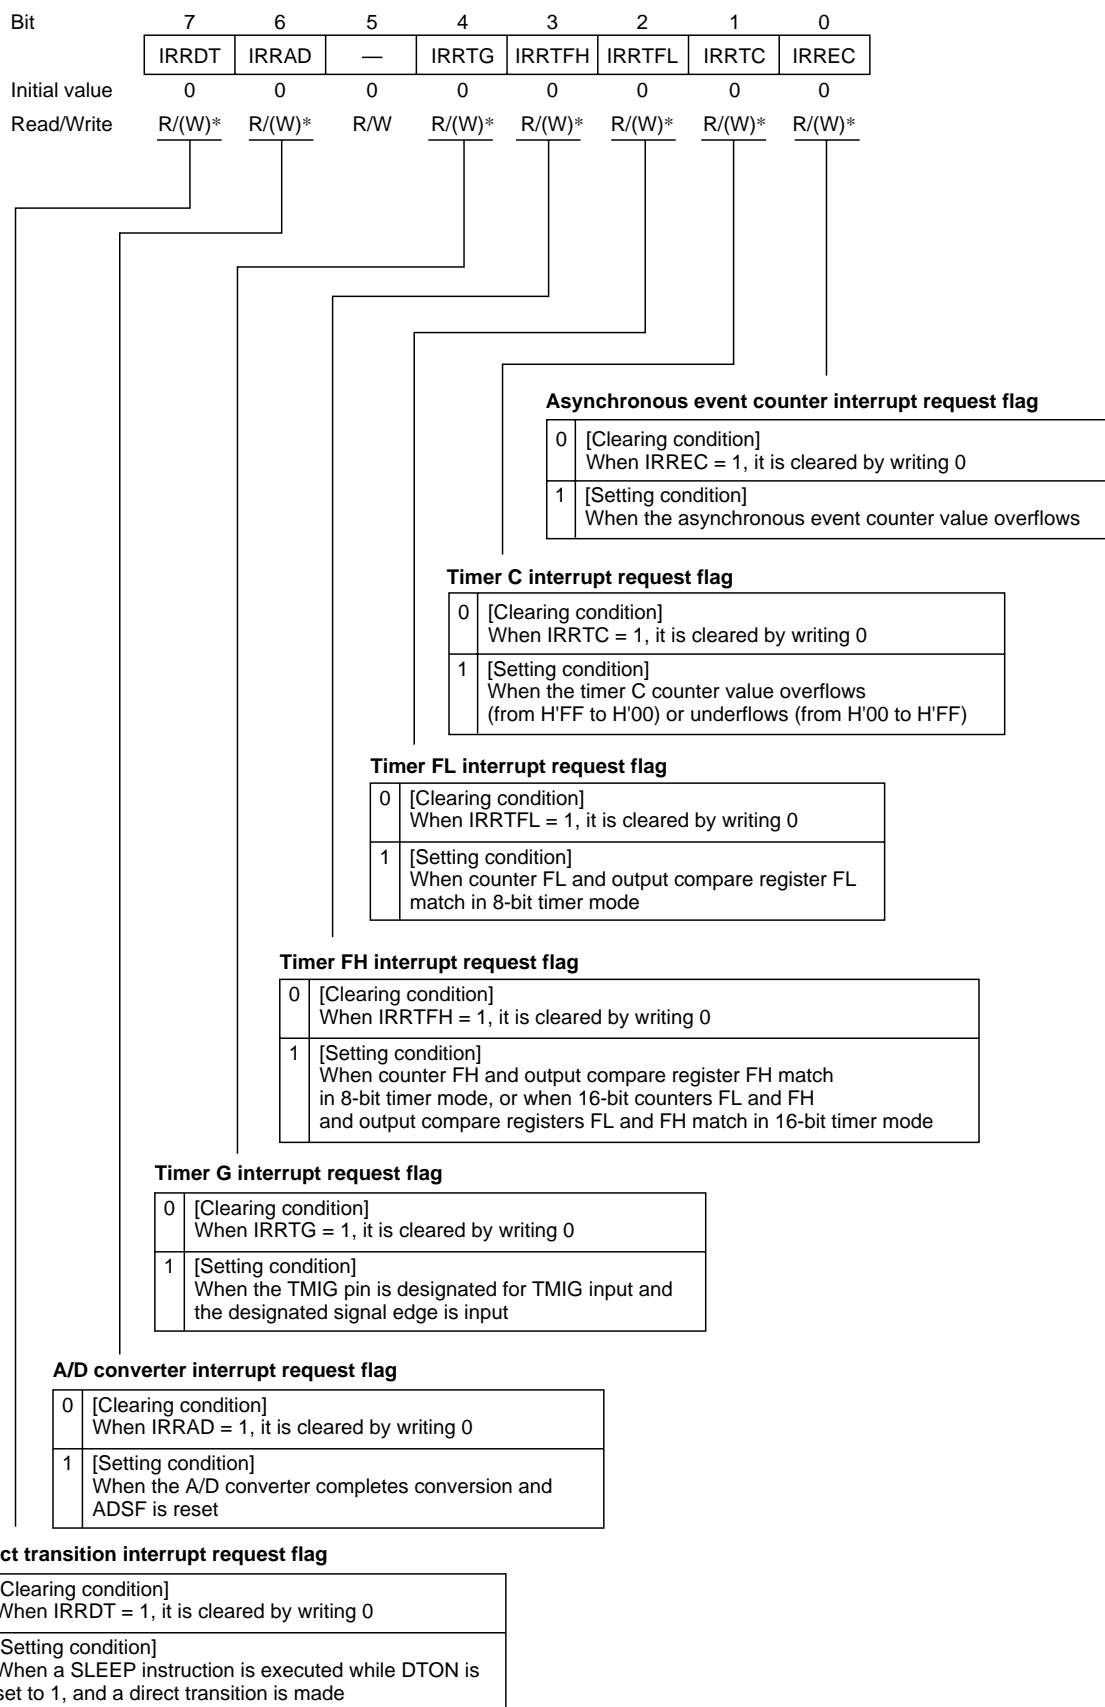 Bit 7 6 5 4 3 2 1 0
IRRDT IRRAD — IRRTG IRRTFH IRRTFL IRRTC IRREC
Initial value 0 0 0 0 0 0 0 0
Read/Write R/(W)* R/(W)* R/W R/(W)* R/(W)* R/(W)* R/(W)* R/(W)*
Asynchronous event counter interrupt request flag
0 [Clearing condition]
When IRREC = 1, it is cleared by writing 0
1 [Setting condition]
When the asynchronous event counter value overflows
Timer C interrupt request flag
0 [Clearing condition]
When IRRTC = 1, it is cleared by writing 0
1 [Setting condition]
When the timer C counter value overflows
(from H'FF to H'00) or underflows (from H'00 to H'FF)
Timer FL interrupt request flag
0 [Clearing condition]
When IRRTFL = 1, it is cleared by writing 0
1 [Setting condition]
When counter FL and output compare register FL
match in 8-bit timer mode
Timer FH interrupt request flag
0 [Clearing condition]
When IRRTFH = 1, it is cleared by writing 0
1 [Setting condition]
When counter FH and output compare register FH match
in 8-bit timer mode, or when 16-bit counters FL and FH
and output compare registers FL and FH match in 16-bit timer mode
Timer G interrupt request flag
0 [Clearing condition]
When IRRTG = 1, it is cleared by writing 0
1 [Setting condition]
When the TMIG pin is designated for TMIG input and
the designated signal edge is input
A/D converter interrupt request flag
0 [Clearing condition]
When IRRAD = 1, it is cleared by writing 0
1 [Setting condition]
When the A/D converter completes conversion and
ADSF is reset
ct transition interrupt request flag
Clearing condition]
When IRRDT = 1, it is cleared by writing 0
Setting condition]
When a SLEEP instruction is executed while DTON is
set to 1, and a direct transition is made